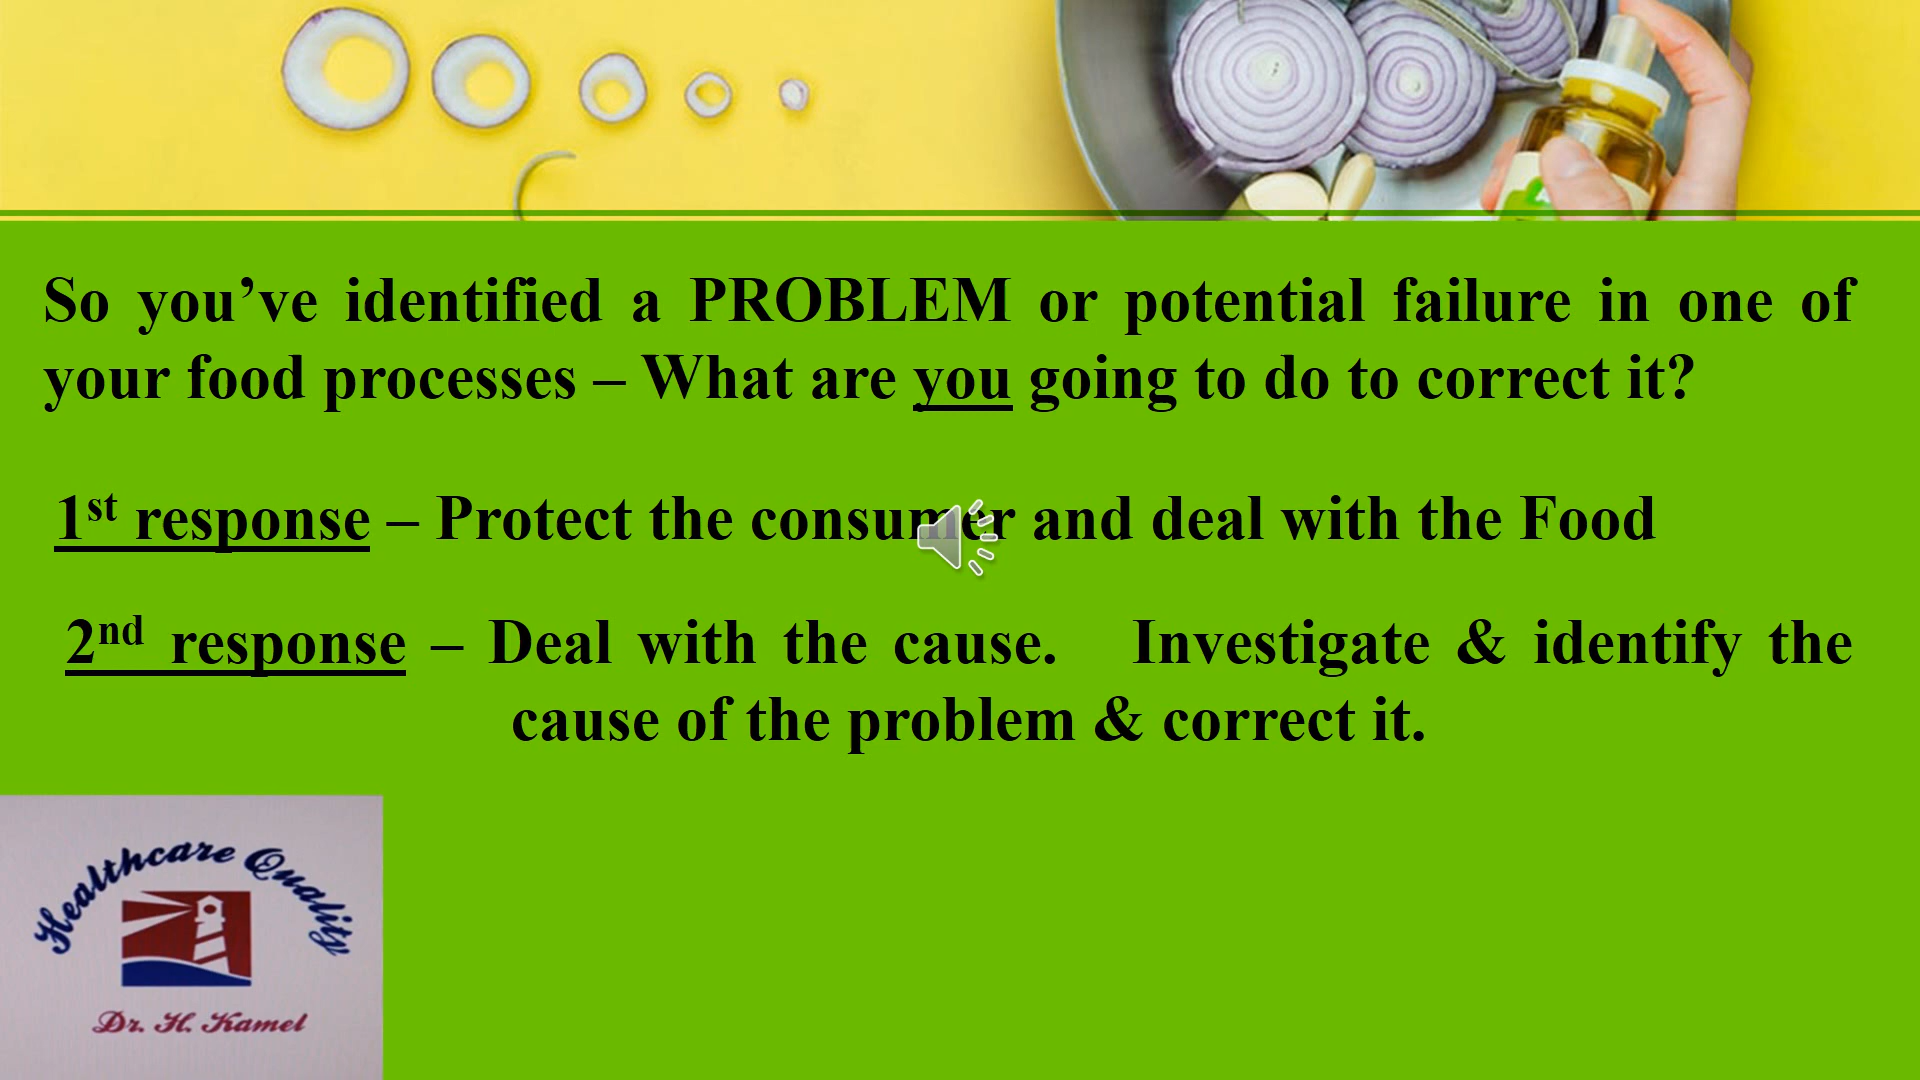 So you’ve identified a PROBLEM or potential failure in one of
your food processes – What are you going to do to correct it?
1st response – Protect the consumer and deal with the Food
2nd response – Deal with the cause. Investigate & identify the
cause of the problem & correct it.
Healthcare Quality
Dr. H. Kamel